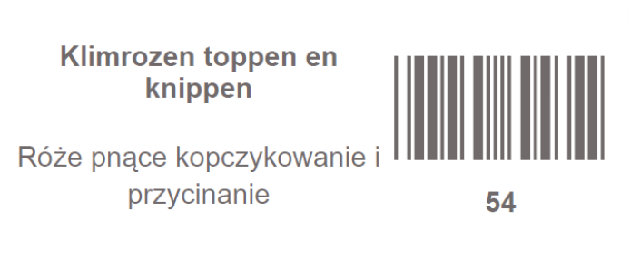 Klimrozen toppen en
knippen
Róże pnące kopczykowanie i
przycinanie
54